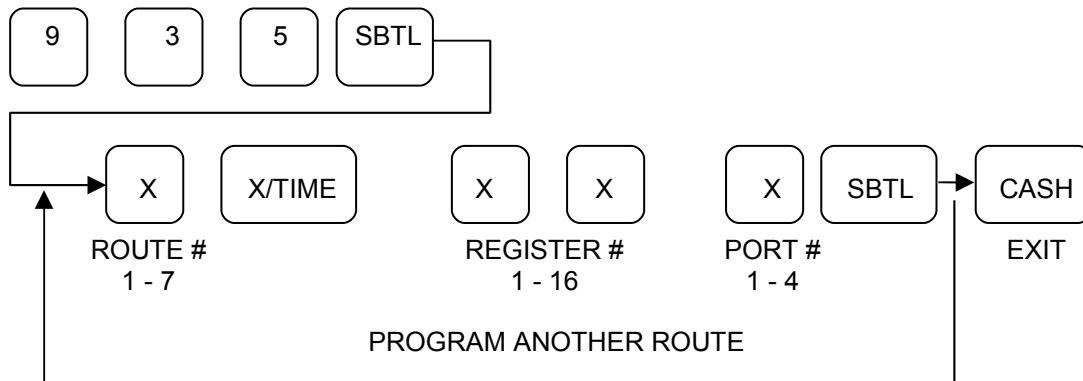 9 3 5 SBTL
X X/TIME X X X SBTL CASH
ROUTE # REGISTER # PORT # EXIT
1 - 7 1 - 16 1 - 4
PROGRAM ANOTHER ROUTE